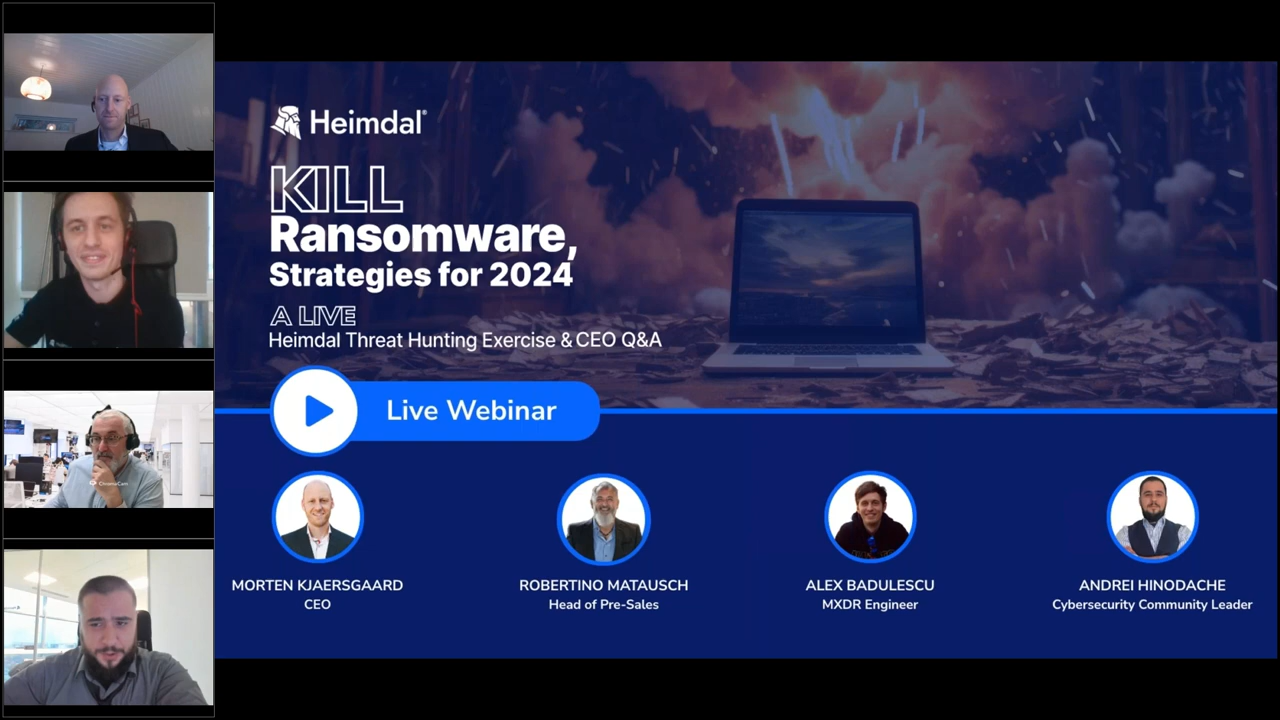 Heimdal®
KILL
Ransomware,
Strategies for 2024
A LIVE
Heimdal Threat Hunting Exercise & CEO Q&A
Live Webinar
MORTEN KJAERSGAARD
CEO
ROBERTINO MATAUSCH
Head of Pre-Sales
ALEX BADULESCU
MXDR Engineer
ANDREI HINODACHE
Cybersecurity Community Leader
ChromaCam